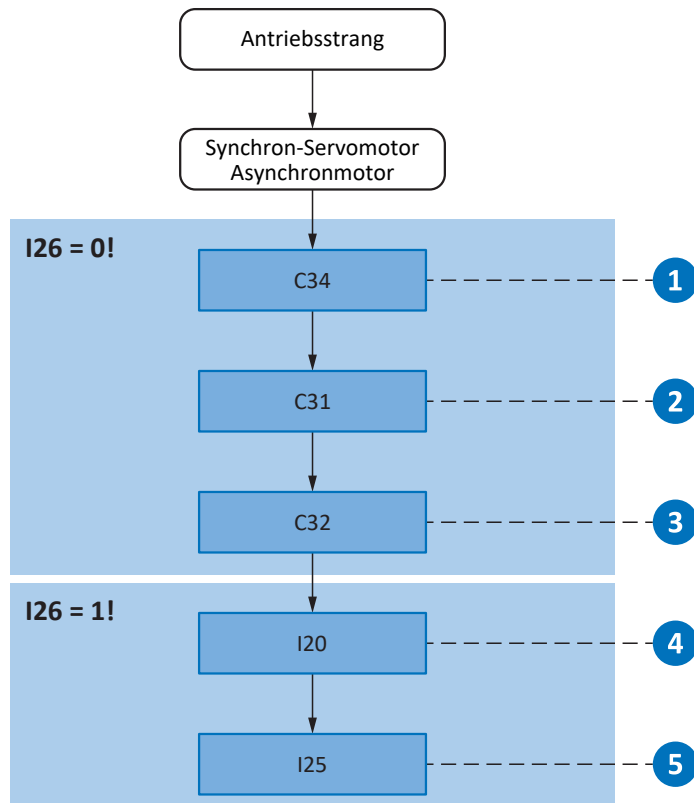 Antriebsstrang
Synchron-Servomotor
Asynchronmotor
I26 = 0!
C34
1
C31
2
C32
3
I26 = 1!
I20
4
I25
5